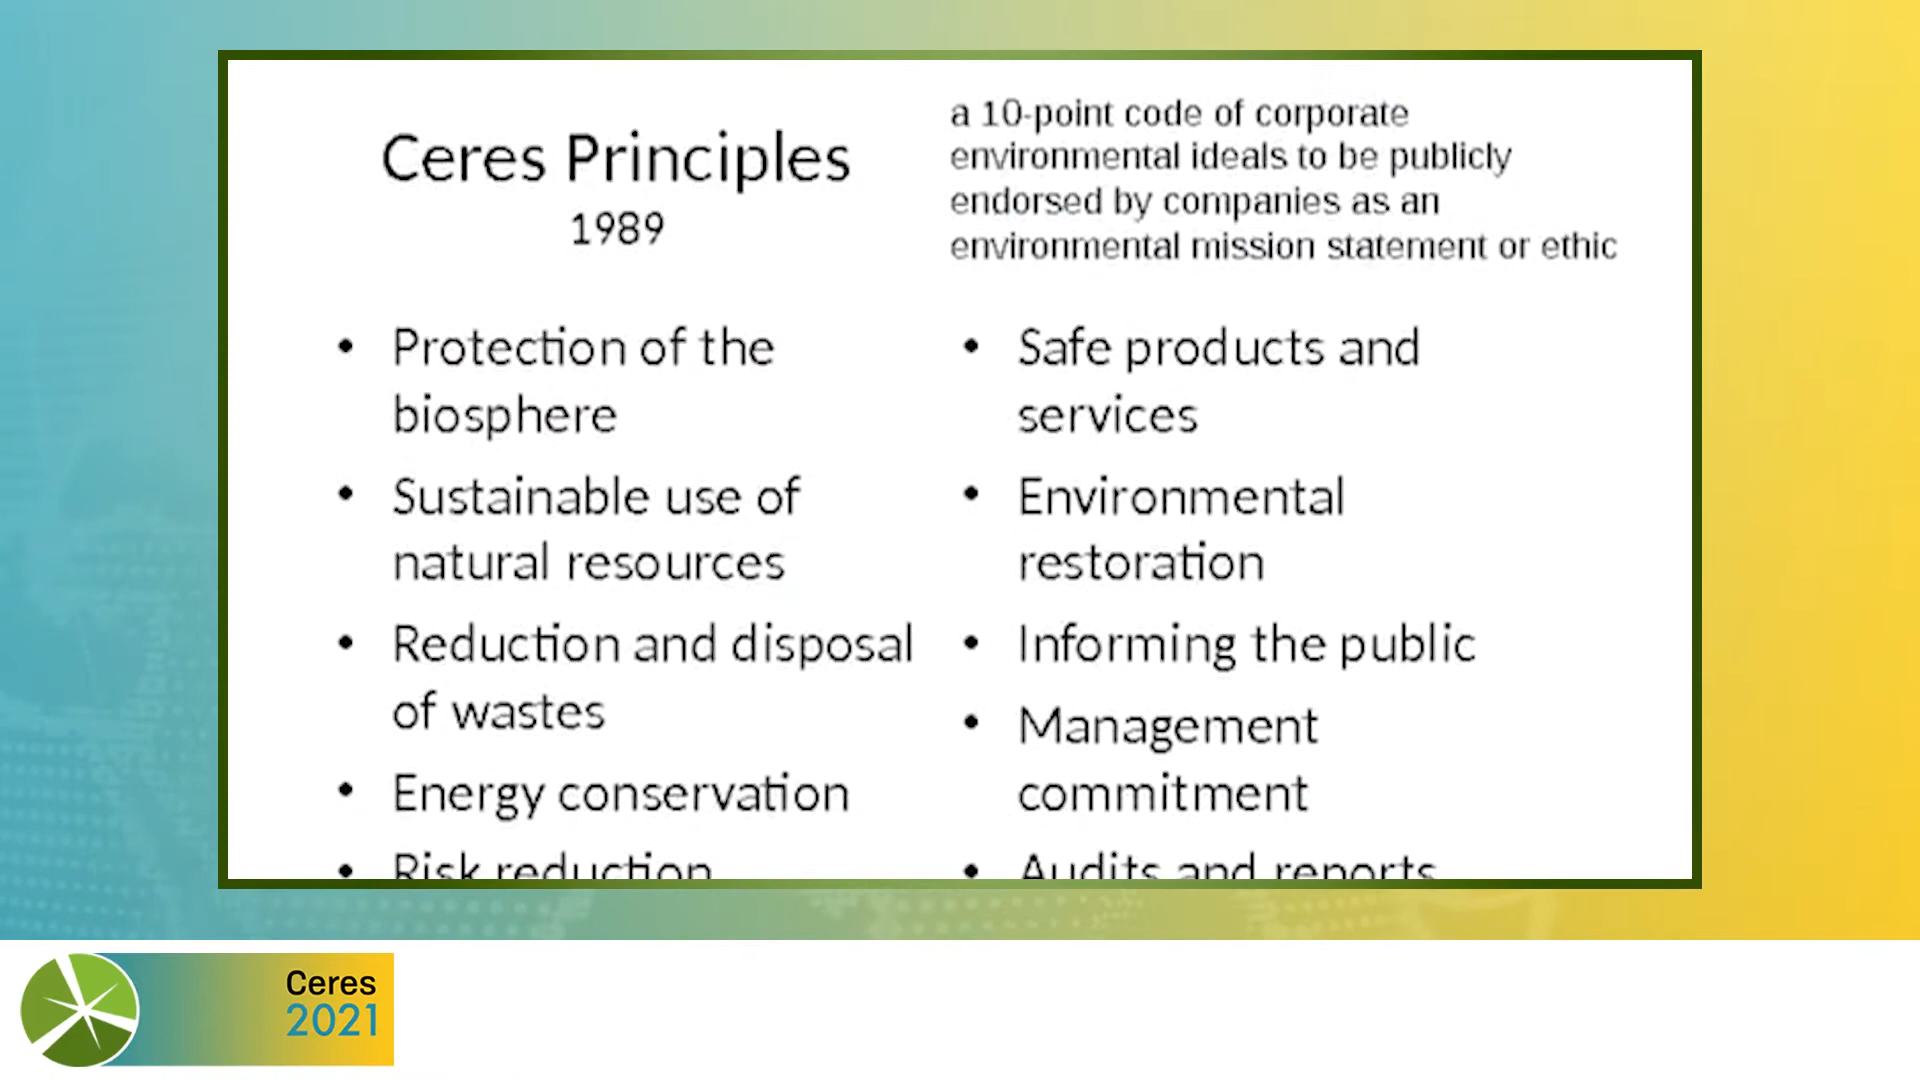 Ceres Principles
1989
a 10-point code of corporate
environmental ideals to be publicly
endorsed by companies as an
environmental mission statement or ethic
• Protection of the
biosphere
• Sustainable use of
natural resources
• Reduction and disposal
of wastes
• Energy conservation
• Risk reduction
• Safe products and
services
• Environmental
restoration
• Informing the public
• Management
commitment
• Audits and reports
Ceres
2021